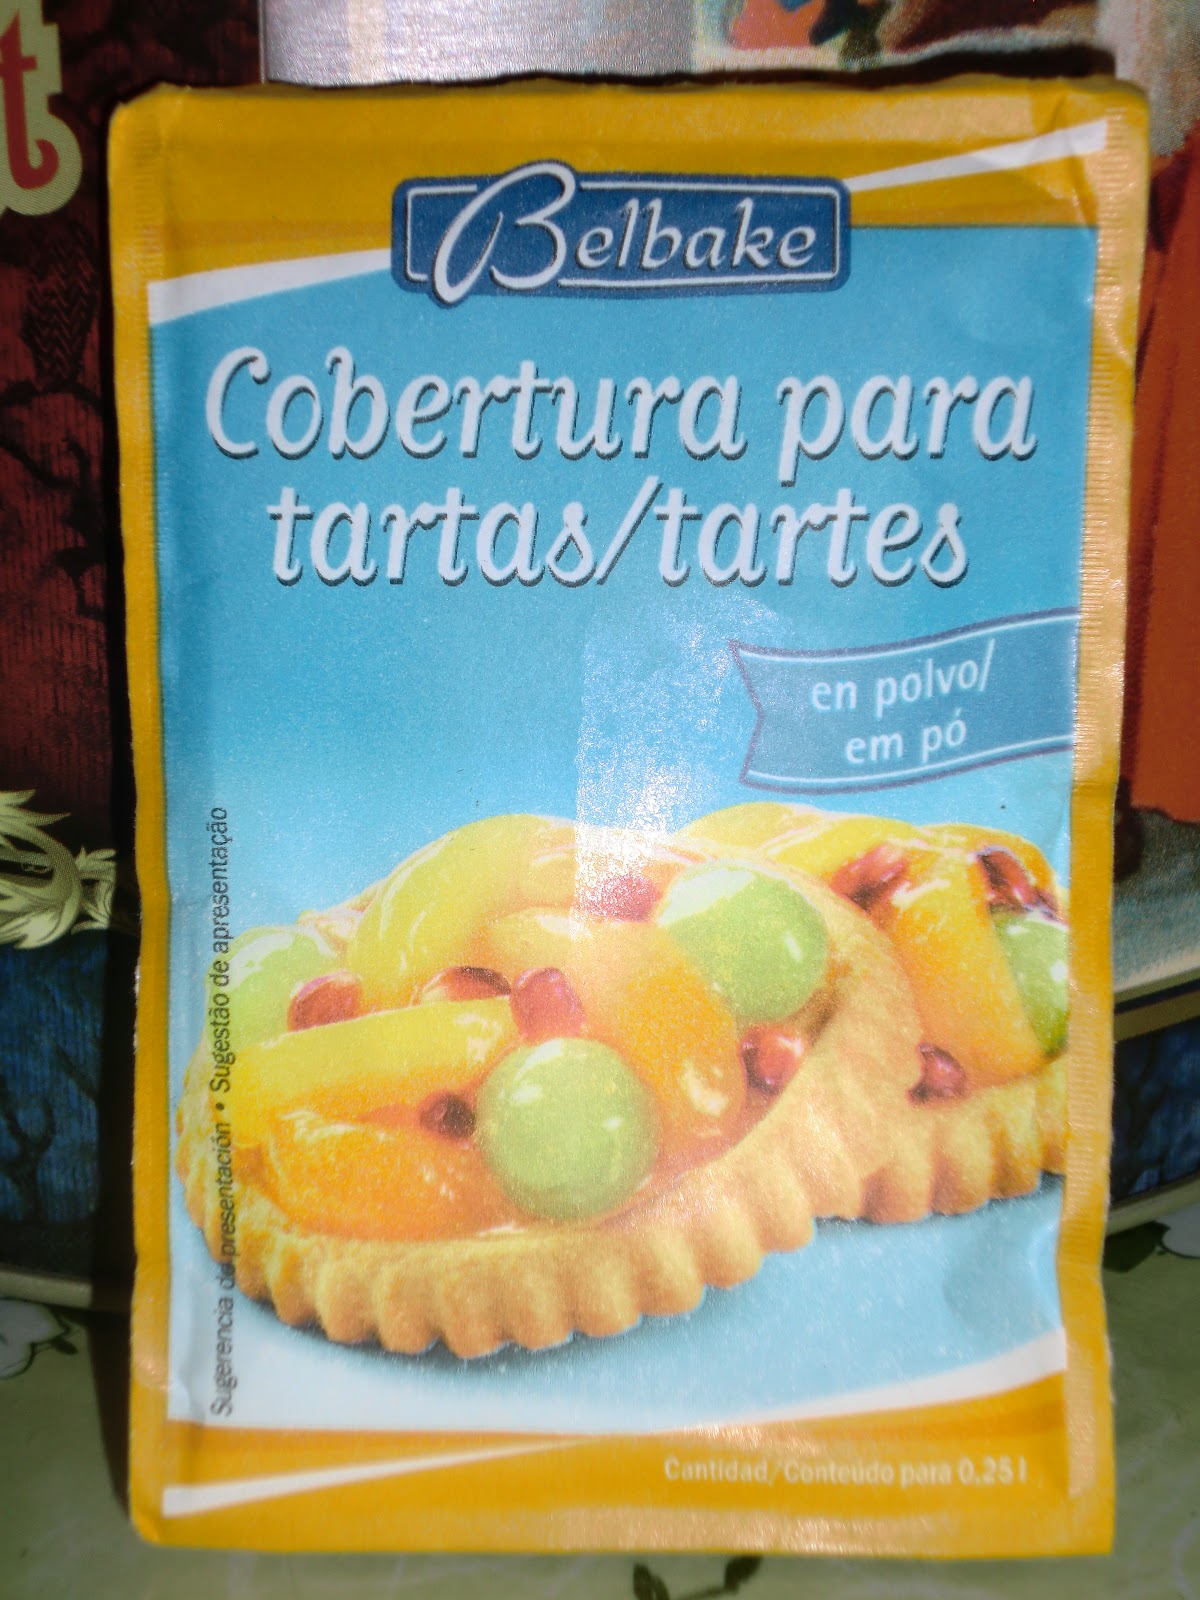 Belbake
Cobertura para
tartas/tartes
en polvo/
em pó
Sugerencia de presentación • Sugestão de apresentação
Cantidad/Conteúdo para 0,25 l
t